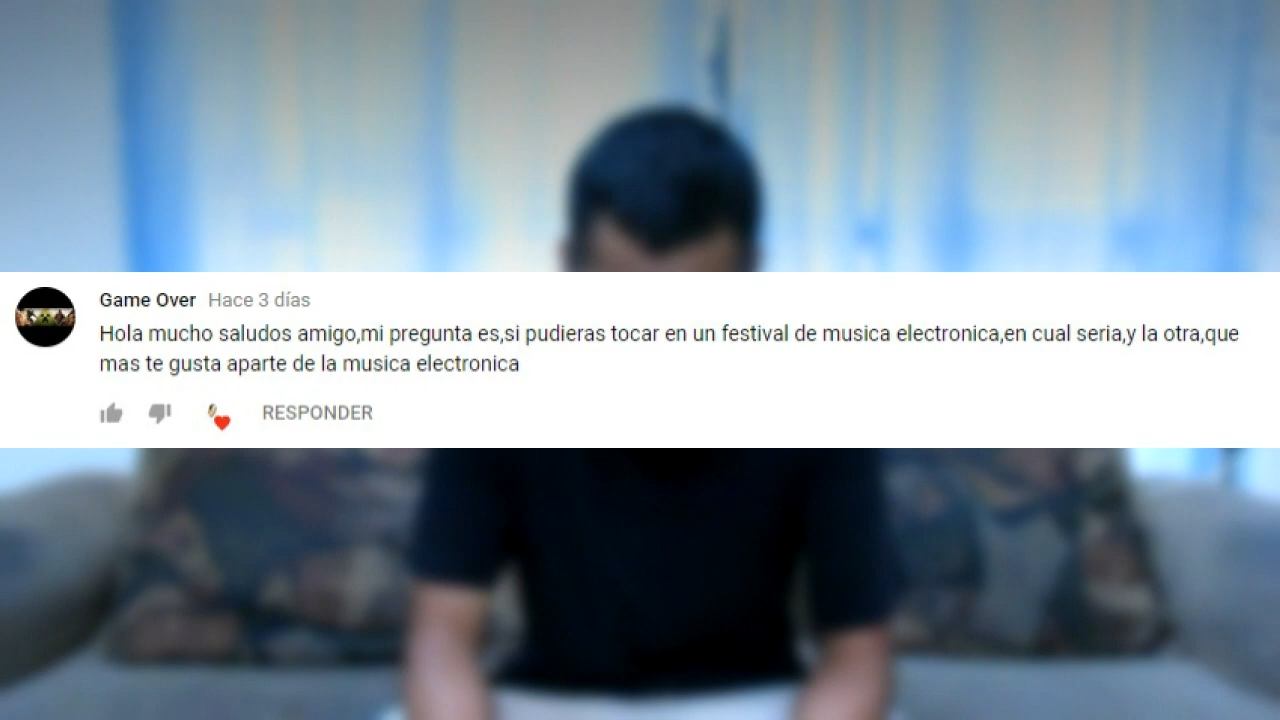 Game Over Hace 3 días
Hola mucho saludos amigo,mi pregunta es,si pudieras tocar en un festival de musica electronica,en cual seria,y la otra,que
mas te gusta aparte de la musica electronica
RESPONDER